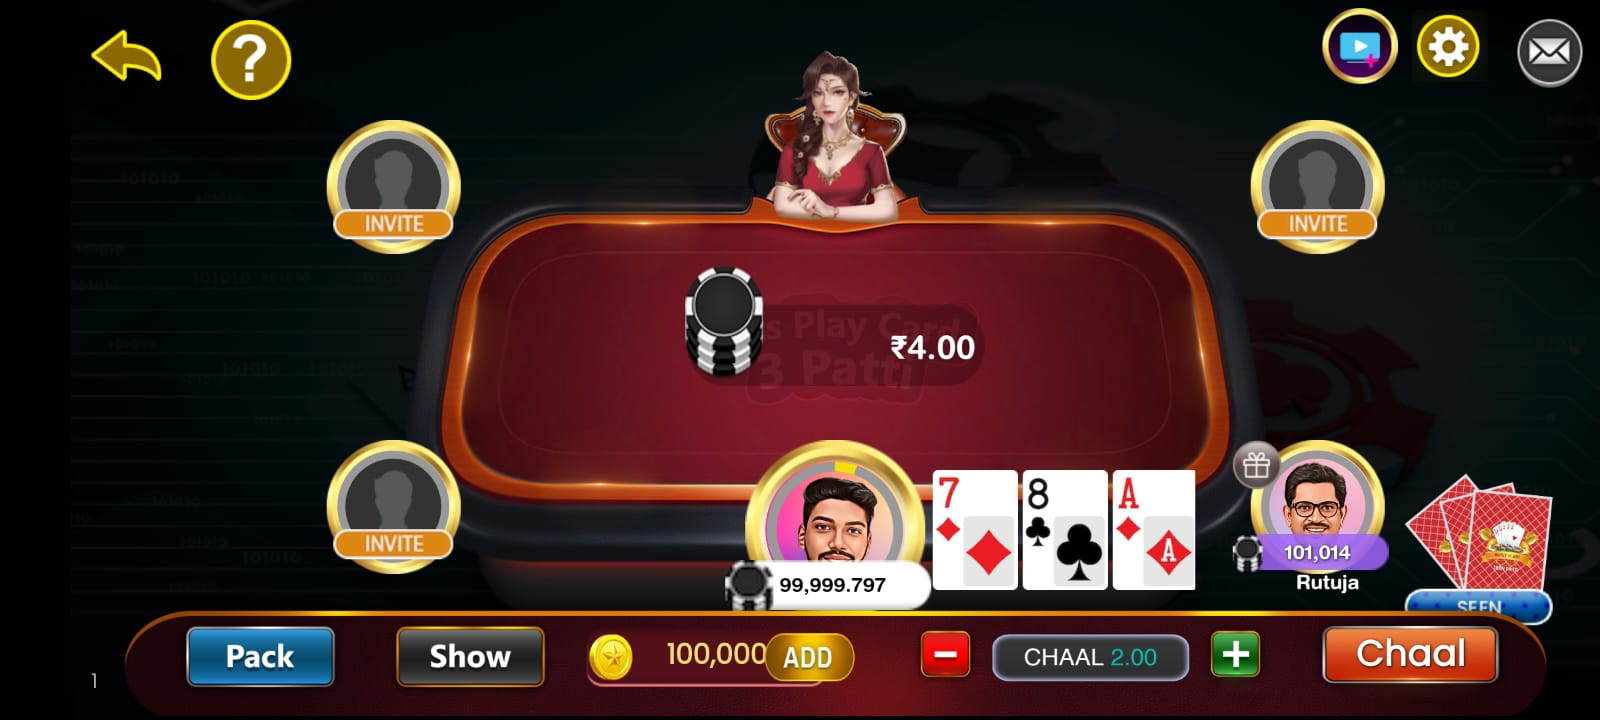 ?
INVITE
INVITE
s Play Card
₹4.00
3 Patti
INVITE
7
8
A
A
99,999.797
101,014
Rutuja
SEEN
Pack
Show
100,000
ADD
−
CHAAL 2.00
+
Chaal
1